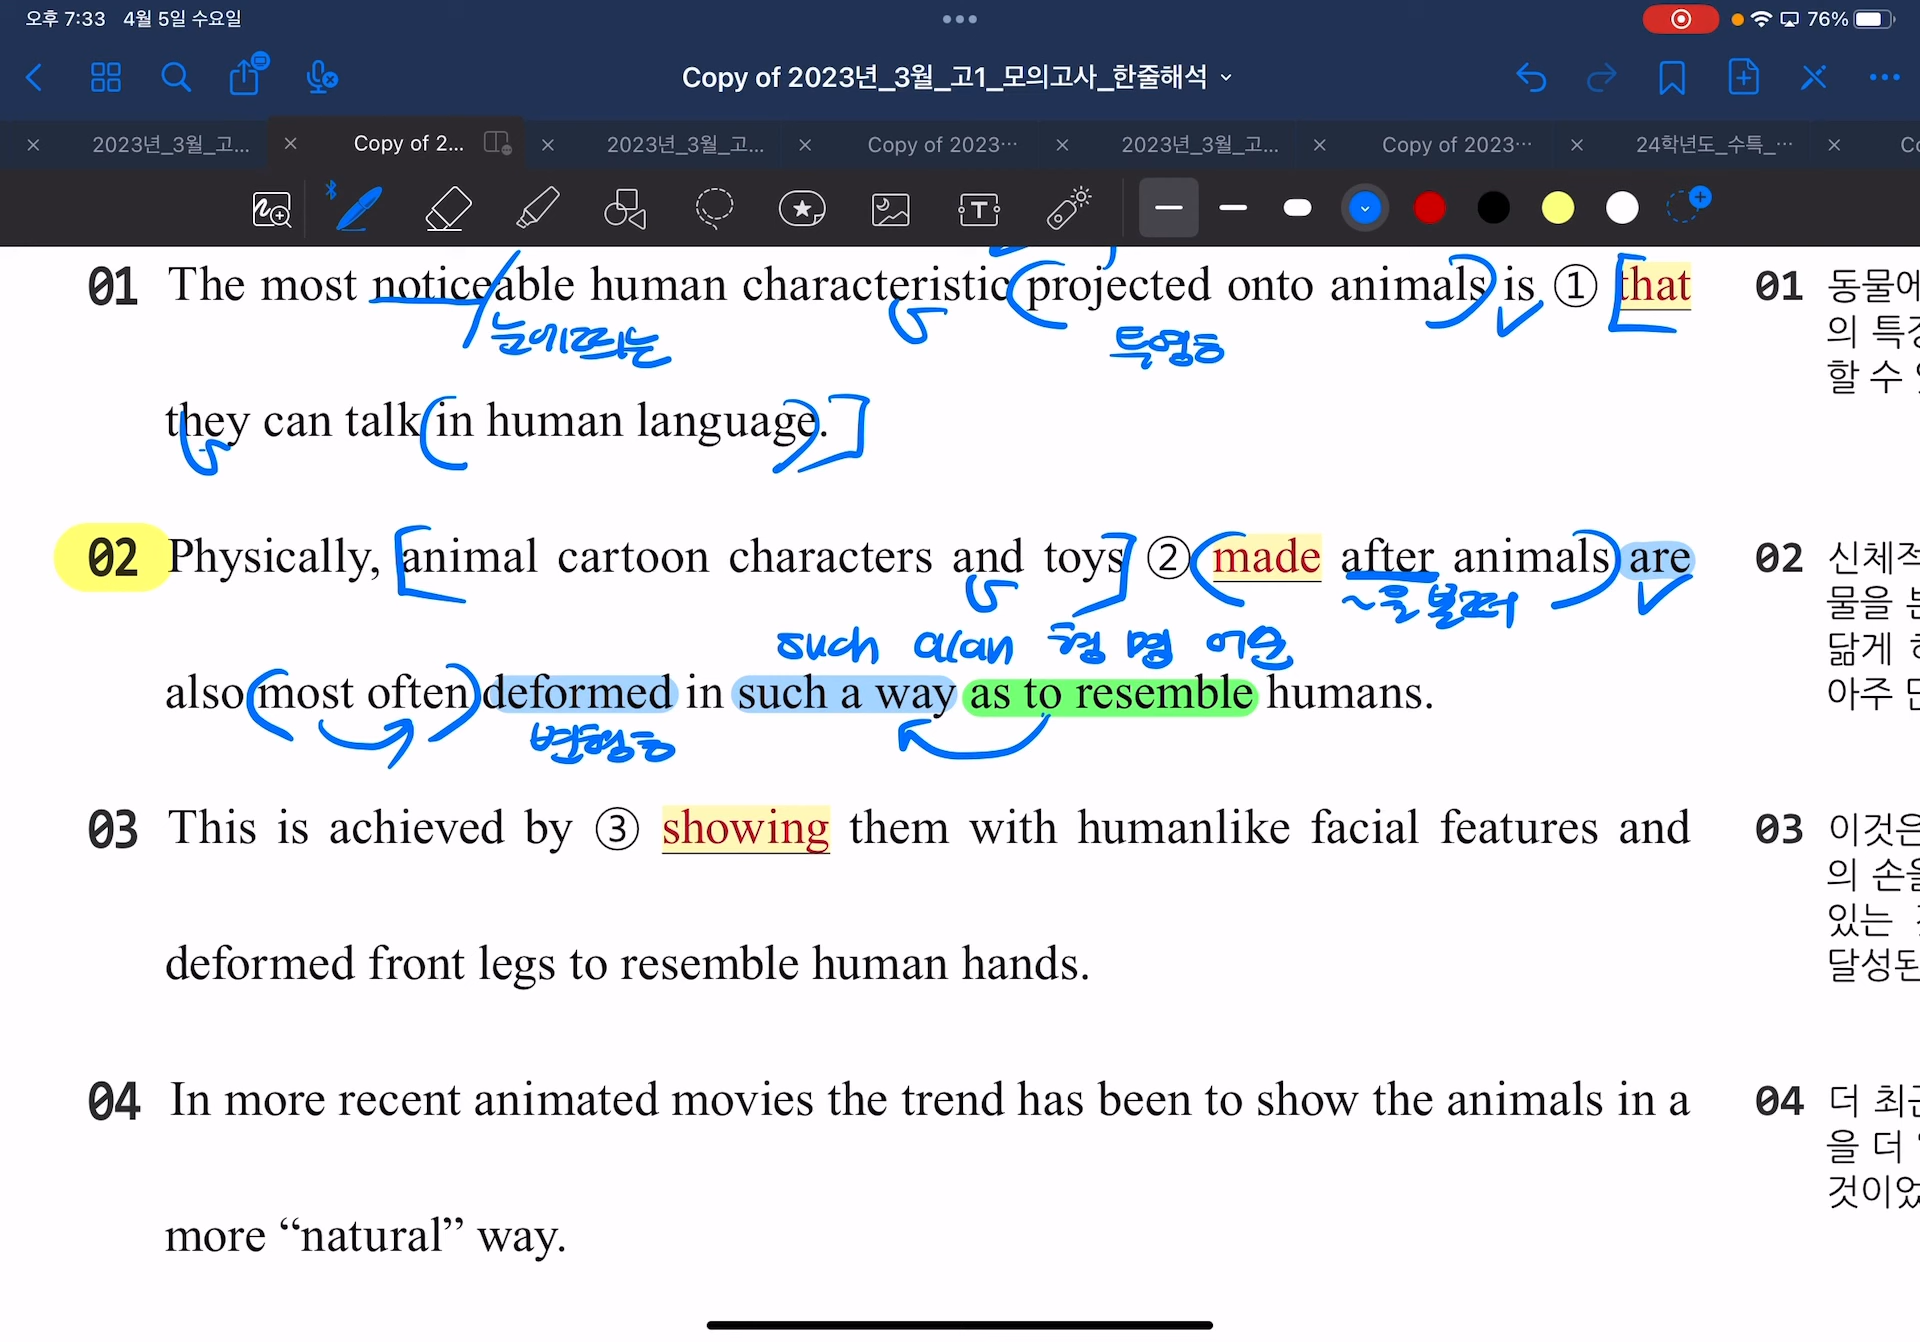 오후 7:33 4월 5일 수요일
76%
Copy of 2023년_3월_고1_모의고사_한줄해석
2023년_3월_고...
Copy of 2...
2023년_3월_고...
Copy of 2023...
2023년_3월_고...
Copy of 2023...
24학년도_수특_...
01 The most noticeable human characteristic projected onto animals is ① that
눈에띄는
투영된
they can talk in human language.
02 Physically, animal cartoon characters and toys ② made after animals are
~을 본떠
such a/an 형 명 어순
also most often deformed in such a way as to resemble humans.
변형된
03 This is achieved by ③ showing them with humanlike facial features and
deformed front legs to resemble human hands.
04 In more recent animated movies the trend has been to show the animals in a
more “natural” way.
01 동물에
의 특
할 수
02 신체적
물을
닮게
아주
03 이것은
의 손을
있는
달성된
04 더 최근
을 더
것이었